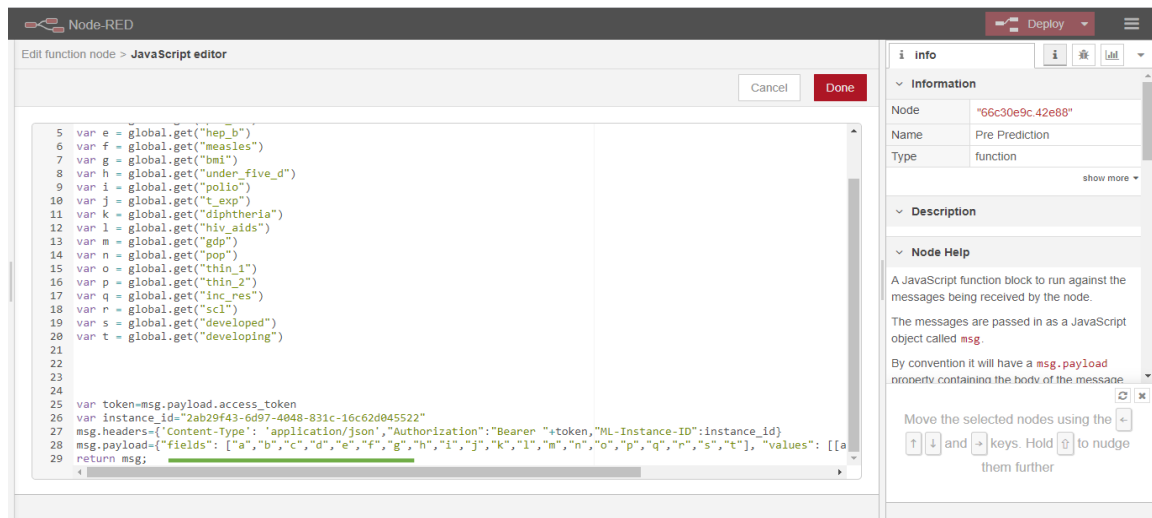 Node-RED
Deploy
Edit function node > JavaScript editor
Cancel
Done
5 var e = global.get("hep_b")
6 var f = global.get("measles")
7 var g = global.get("bmi")
8 var h = global.get("under_five_d")
9 var i = global.get("polio")
10 var j = global.get("t_exp")
11 var k = global.get("diphtheria")
12 var l = global.get("hiv_aids")
13 var m = global.get("gdp")
14 var n = global.get("pop")
15 var o = global.get("thin_1")
16 var p = global.get("thin_2")
17 var q = global.get("inc_res")
18 var r = global.get("scl")
19 var s = global.get("developed")
20 var t = global.get("developing")
21
22
23
24
25 var token=msg.payload.access_token
26 var instance_id="2ab29f43-6d97-4048-831c-16c62d045522"
27 msg.headers={'Content-Type': 'application/json',"Authorization":"Bearer "+token,"ML-Instance-ID":instance_id}
28 msg.payload={"fields": ["a","b","c","d","e","f","g","h","i","j","k","l","m","n","o","p","q","r","s","t"], "values": [[a
29 return msg;
i info
i
Information
Node "66c30e9c.42e88"
Name Pre Prediction
Type function
show more
Description
Node Help
A JavaScript function block to run against the
messages being received by the node.
The messages are passed in as a JavaScript
object called msg.
By convention it will have a msg.payload
property containing the body of the message
Move the selected nodes using the ←
↑ ↓ and → keys. Hold ⇧ to nudge
them further